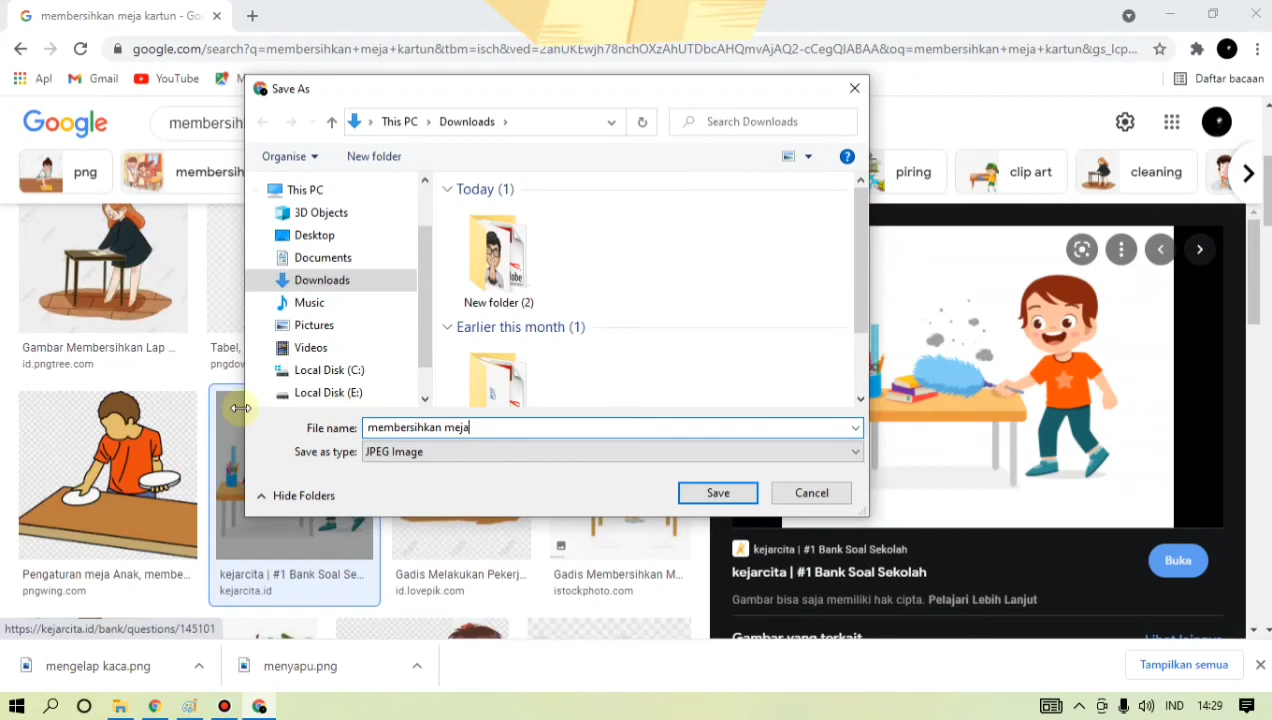 membersihkan meja kartun - Goo
google.com/search?q=membersihkan+meja+kartun&tbm=isch&ved=2ahUKEwjh78nchOXzAhUTDbcAHQmvAjAQ2-cCegQIABAA&oq=membersihkan+meja+kartun&gs_lcp...
Apl
Gmail
YouTube
M
Daftar bacaan
Google
membersih
png
membersih
piring
clip art
cleaning
Save As
This PC
Downloads
Search Downloads
Organise
New folder
This PC
3D Objects
Desktop
Documents
Downloads
Music
Pictures
Videos
Local Disk (C:)
Local Disk (E:)
Today (1)
New folder (2)
Earlier this month (1)
File name:
membersihkan meja
Save as type:
JPEG Image
Hide Folders
Save
Cancel
Gambar Membersihkan Lap ...
id.pngtree.com
Tabel,
pngdow
Pengaturan meja Anak, membe...
pngwing.com
kejarcita | #1 Bank Soal Se...
kejarcita.id
Gadis Melakukan Pekerj...
id.lovepik.com
Gadis Membersihkan M...
istockphoto.com
kejarcita | #1 Bank Soal Sekolah
kejarcita | #1 Bank Soal Sekolah
Buka
Gambar bisa saja memiliki hak cipta. Pelajari Lebih Lanjut
Gambar yang terkait
Lihat lainnya
https://kejarcita.id/bank/questions/145101
mengelap kaca.png
menyapu.png
Tampilkan semua
IND
14:29